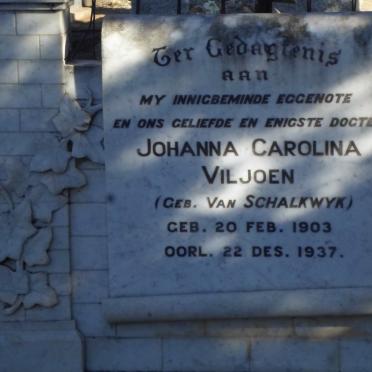 Ter Gedagtenis
aan
MY INNIGBEMINDE EGGENOTE
EN ONS GELIEFDE EN ENIGSTE DOCTE
JOHANNA CAROLINA
VILJOEN
(GEB. VAN SCHALKWYK)
GEB. 20 FEB. 1903
OORL. 22 DES. 1937.